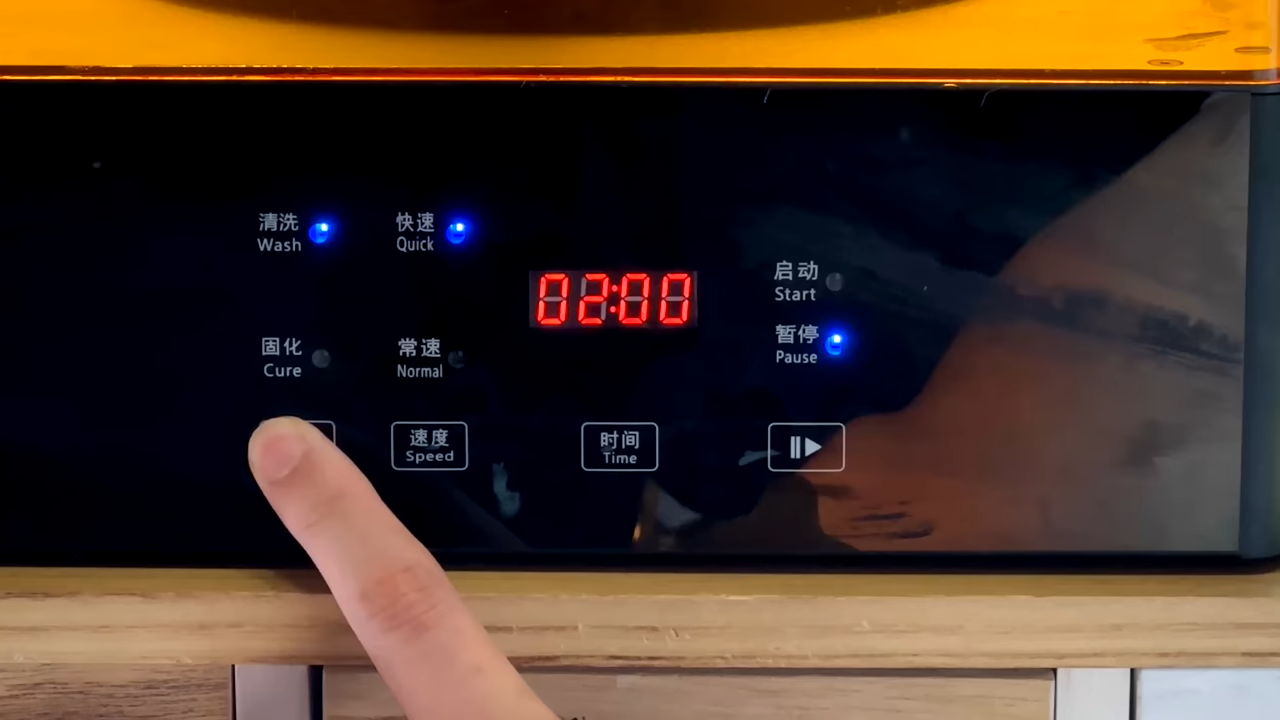 清洗
Wash
快速
Quick
02:00
启动
Start
暂停
Pause
固化
Cure
常速
Normal
速度
Speed
时间
Time